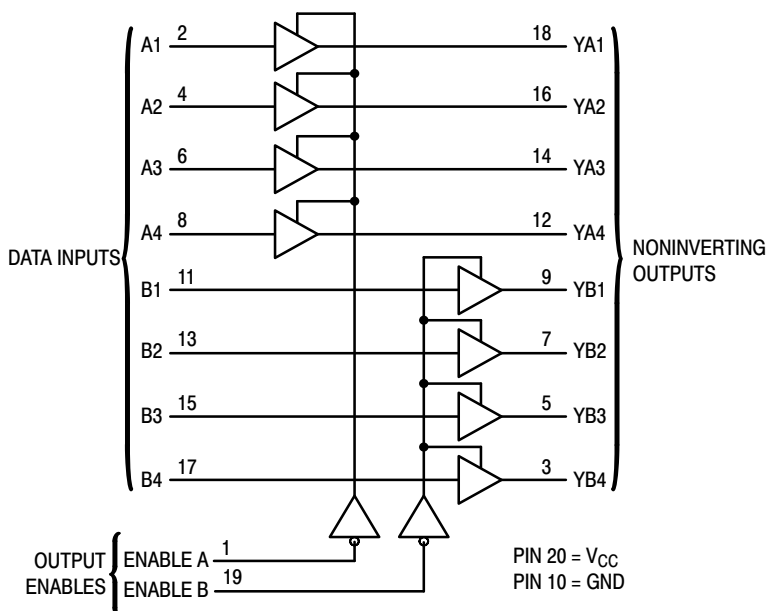 A1 2 18 YA1
A2 4 16 YA2
A3 6 14 YA3
A4 8 12 YA4
DATA INPUTS
NONINVERTING
OUTPUTS
B1 11 9 YB1
B2 13 7 YB2
B3 15 5 YB3
B4 17 3 YB4
OUTPUT
ENABLES
ENABLE A 1
ENABLE B 19
PIN 20 = VCC
PIN 10 = GND